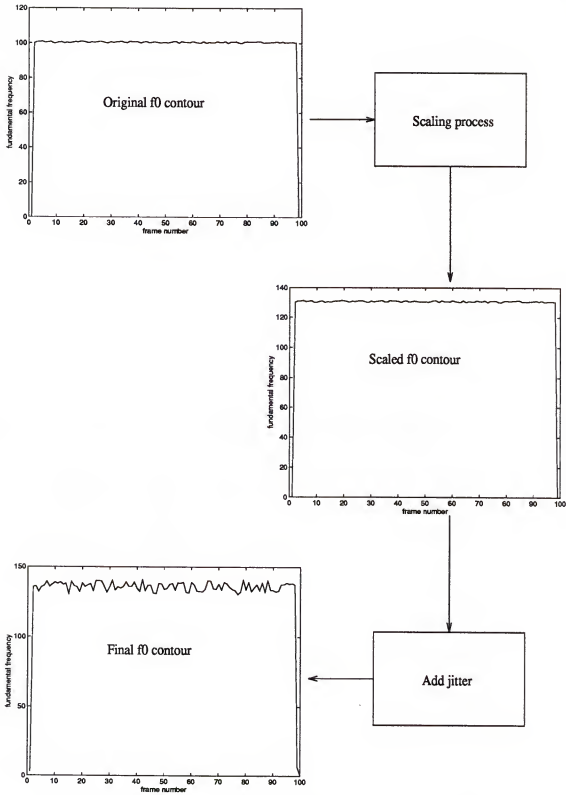 120
100
80
60
40
20
0
fundamental frequency
Original f0 contour
0 10 20 30 40 50 60 70 80 90 100
frame number
Scaling process
140
120
100
80
60
40
20
0
fundamental frequency
Scaled f0 contour
0 10 20 30 40 50 60 70 80 90 100
frame number
150
100
50
0
fundamental frequency
Final f0 contour
0 10 20 30 40 50 60 70 80 90 100
frame number
Add jitter